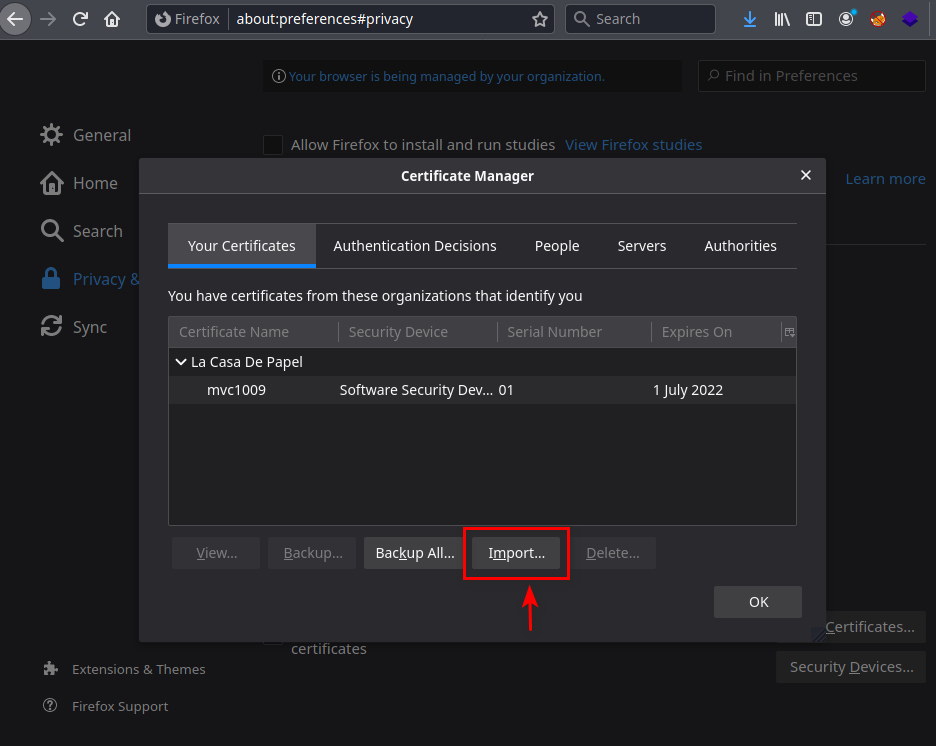 Firefox about:preferences#privacy Search
Your browser is being managed by your organization. Find in Preferences
General
Allow Firefox to install and run studies View Firefox studies
Certificate Manager
Home
Learn more
Search
Your Certificates Authentication Decisions People Servers Authorities
Privacy &
You have certificates from these organizations that identify you
Sync
Certificate Name Security Device Serial Number Expires On
La Casa De Papel
mvc1009 Software Security Dev... 01 1 July 2022
View... Backup... Backup All... Import... Delete...
OK
Certificates...
certificates
Security Devices...
Extensions & Themes
Firefox Support